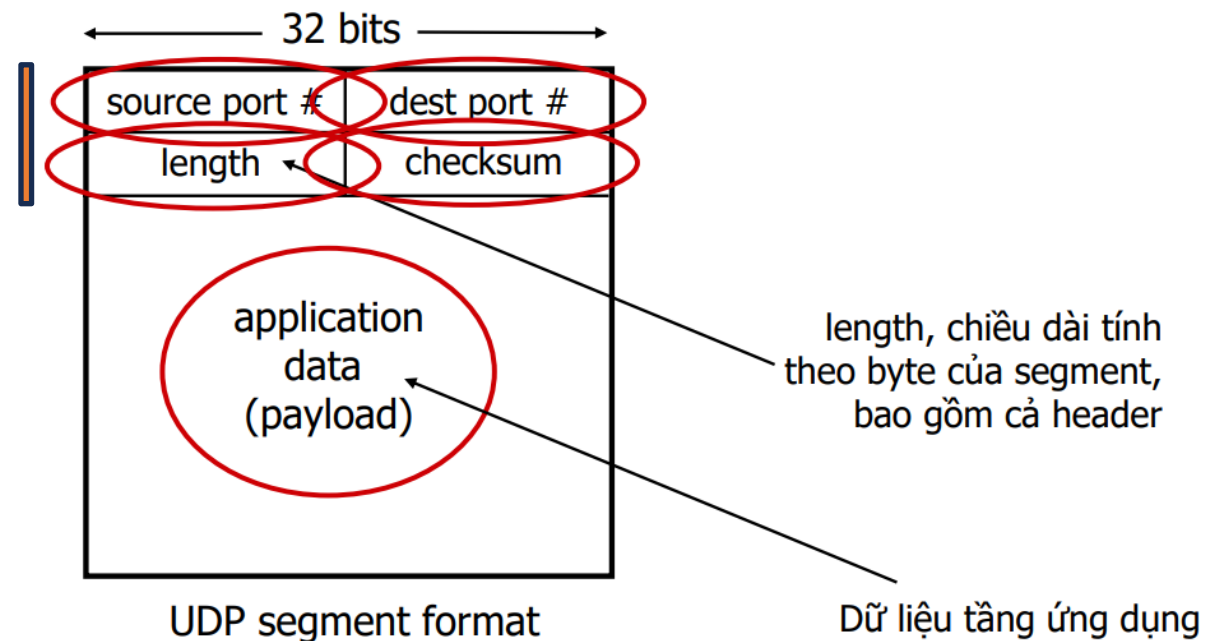 32 bits
source port #
dest port #
length
checksum
application
data
(payload)
length, chiều dài tính
theo byte của segment,
bao gồm cả header
UDP segment format
Dữ liệu tầng ứng dụng